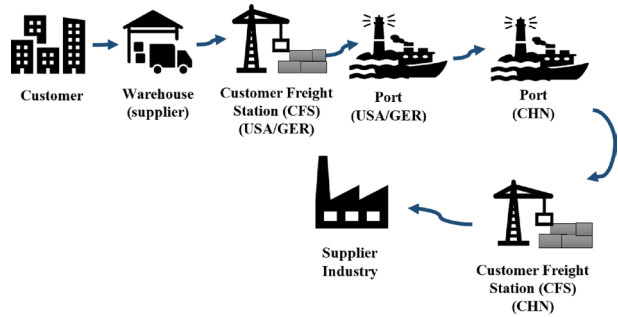 Customer
Warehouse
(supplier)
Customer Freight
Station (CFS)
(USA/GER)
Port
(USA/GER)
Port
(CHN)
Supplier
Industry
Customer Freight
Station (CFS)
(CHN)